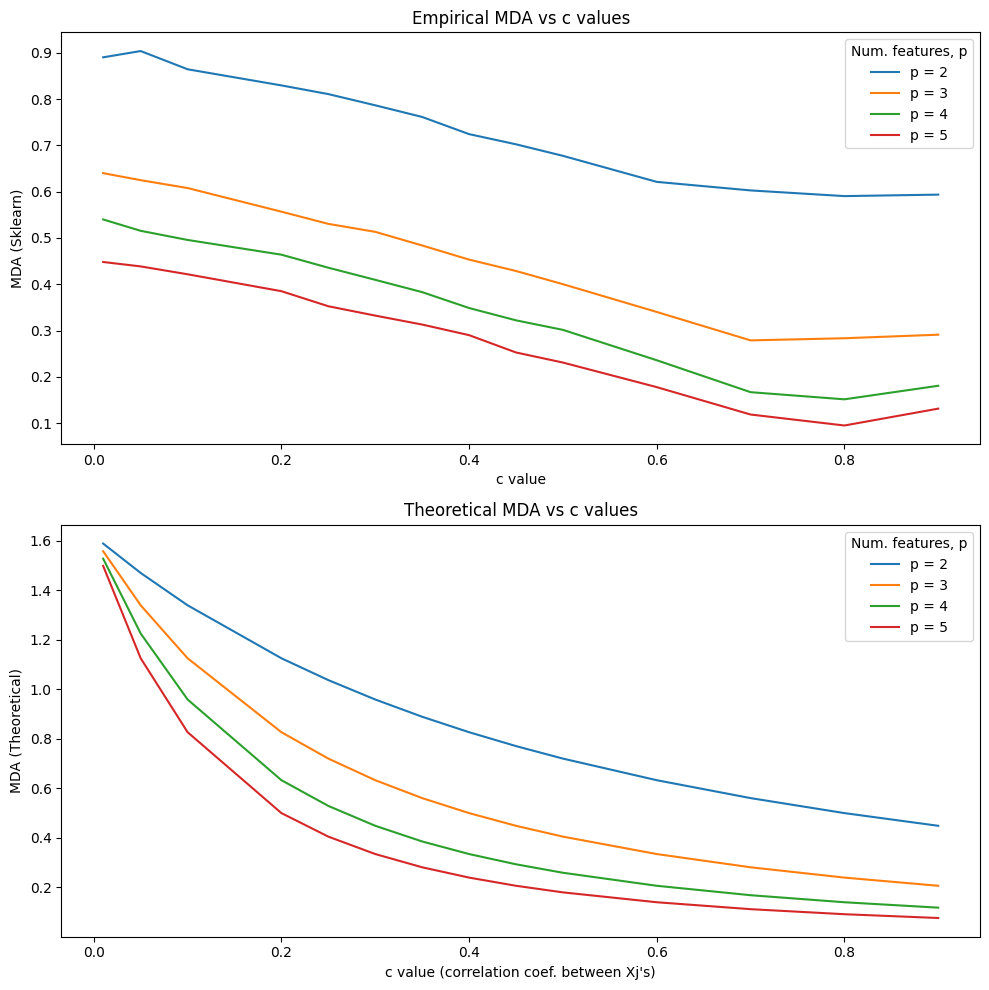 Empirical MDA vs c values
MDA (Sklearn)
0.9
0.8
0.7
0.6
0.5
0.4
0.3
0.2
0.1
Num. features, p
p = 2
p = 3
p = 4
p = 5
0.0 0.2 0.4 0.6 0.8
c value
Theoretical MDA vs c values
MDA (Theoretical)
1.6
1.4
1.2
1.0
0.8
0.6
0.4
0.2
Num. features, p
p = 2
p = 3
p = 4
p = 5
0.0 0.2 0.4 0.6 0.8
c value (correlation coef. between Xj's)